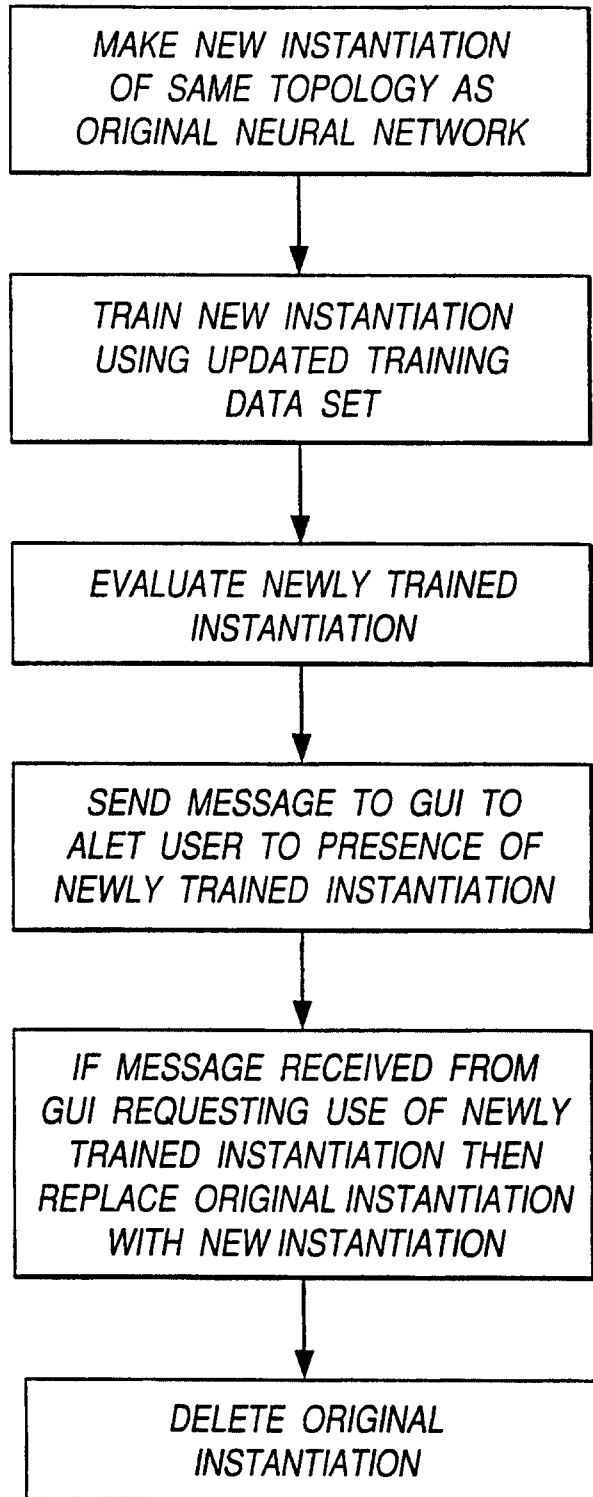 MAKE NEW INSTANTIATION
OF SAME TOPOLOGY AS
ORIGINAL NEURAL NETWORK
TRAIN NEW INSTANTIATION
USING UPDATED TRAINING
DATA SET
EVALUATE NEWLY TRAINED
INSTANTIATION
SEND MESSAGE TO GUI TO
ALET USER TO PRESENCE OF
NEWLY TRAINED INSTANTIATION
IF MESSAGE RECEIVED FROM
GUI REQUESTING USE OF NEWLY
TRAINED INSTANTIATION THEN
REPLACE ORIGINAL INSTANTIATION
WITH NEW INSTANTIATION
DELETE ORIGINAL
INSTANTIATION